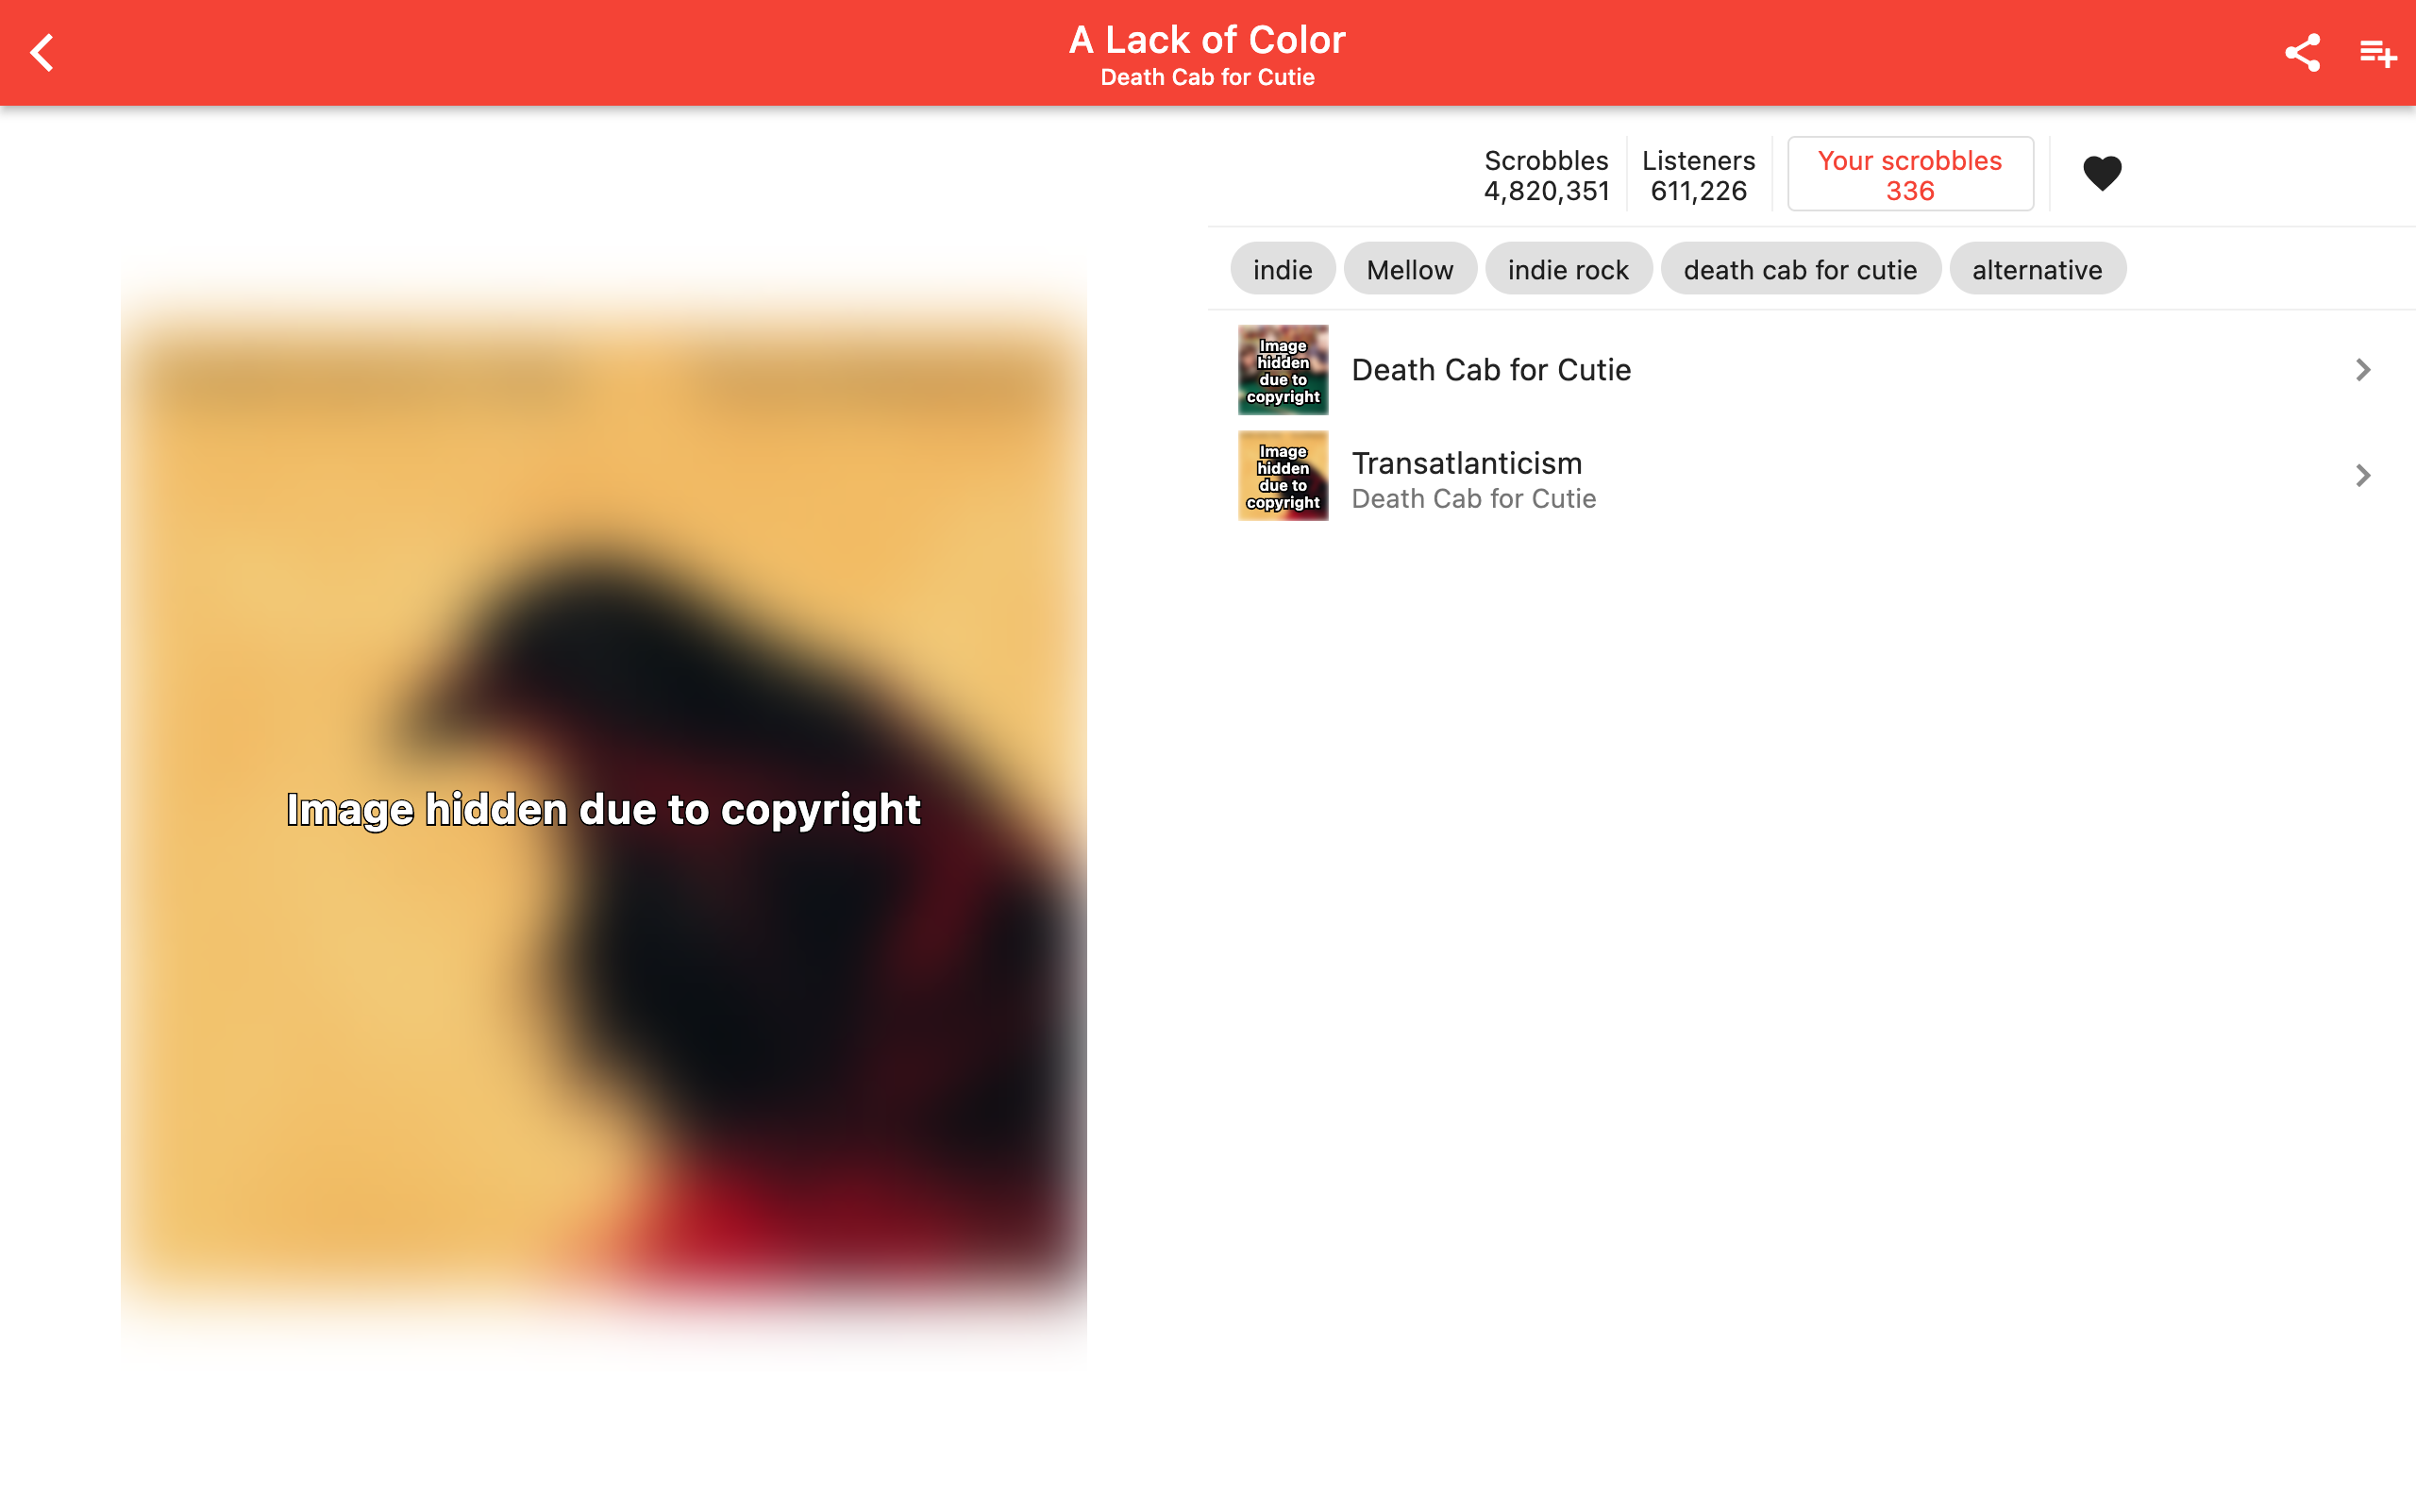 A Lack of Color
Death Cab for Cutie
Scrobbles
4,820,351
Listeners
611,226
Your scrobbles
336
indie
Mellow
indie rock
death cab for cutie
alternative
Image
hidden
due to
copyright
Death Cab for Cutie
Image
hidden
due to
copyright
Transatlanticism
Death Cab for Cutie
Image hidden due to copyright